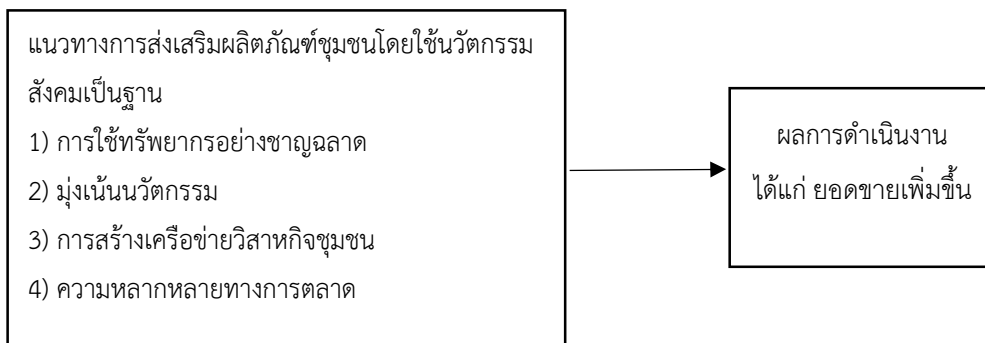 แนวทางการส่งเสริมผลิตภัณฑ์ชุมชนโดยใช้นวัตกรรม
สังคมเป็นฐาน
1) การใช้ทรัพยากรอย่างชาญฉลาด
2) มุ่งเน้นนวัตกรรม
3) การสร้างเครือข่ายวิสาหกิจชุมชน
4) ความหลากหลายทางการตลาด
ผลการดำเนินงาน
ได้แก่ ยอดขายเพิ่มขึ้น